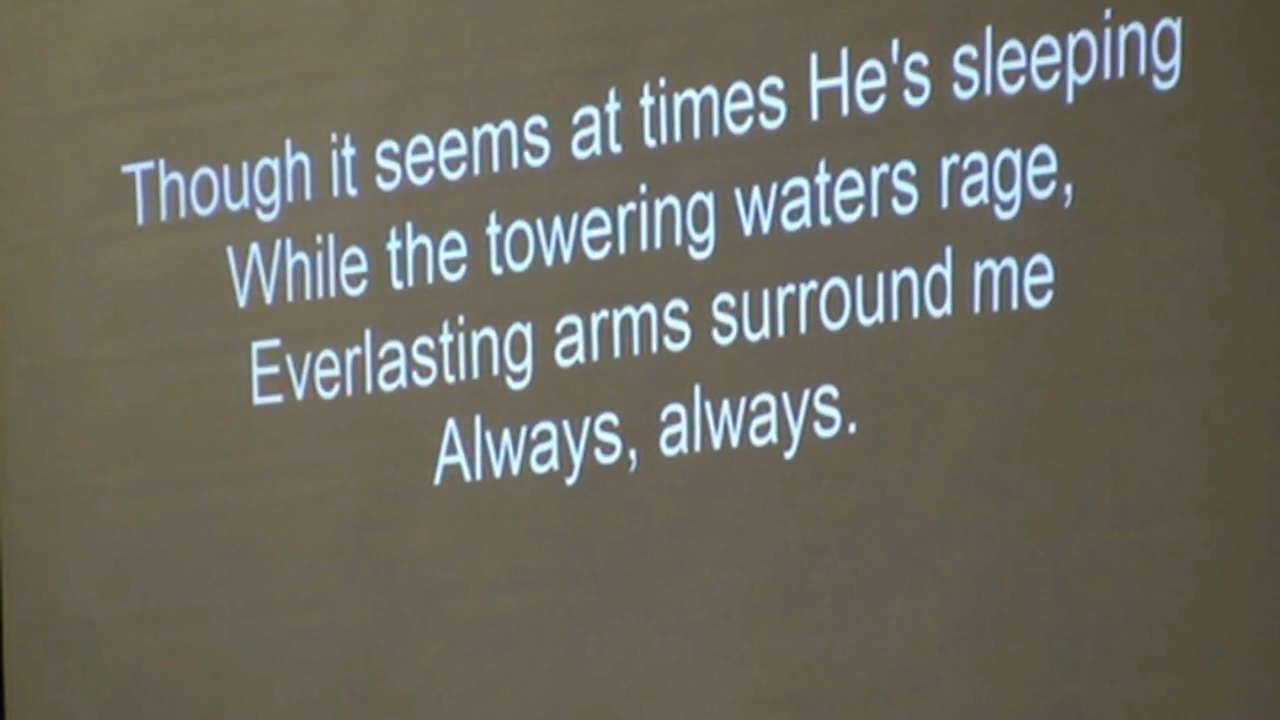 Though it seems at times He's sleeping
While the towering waters rage,
Everlasting arms surround me
Always, always.